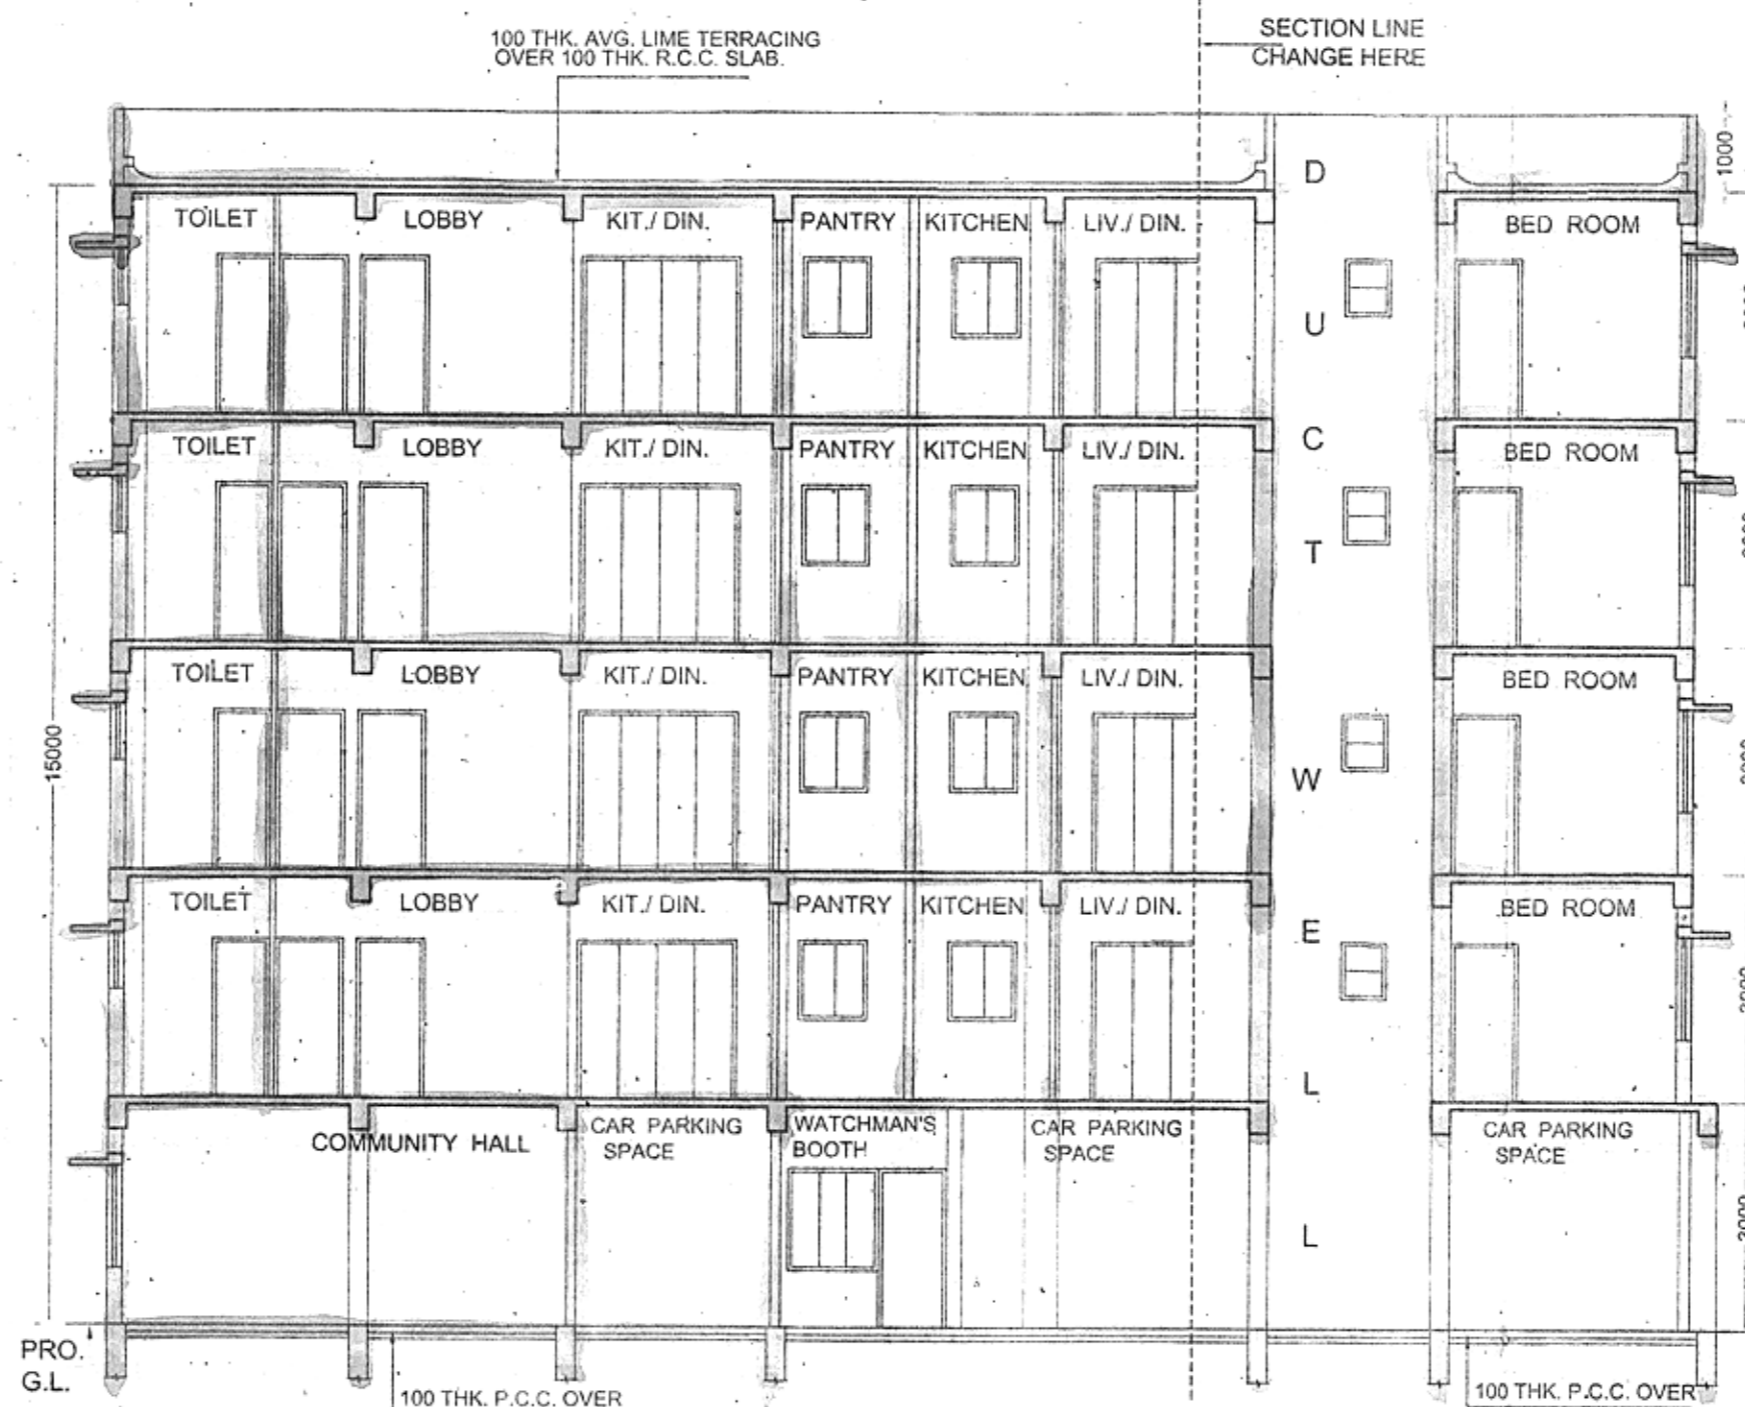 100 THK. AVG. LIME TERRACING
OVER 100 THK. R.C.C. SLAB.
SECTION LINE
CHANGE HERE
1000
D
TOILET LOBBY KIT./ DIN. PANTRY KITCHEN LIV./ DIN. BED ROOM
U
C
TOILET LOBBY KIT./ DIN. PANTRY KITCHEN LIV./ DIN. BED ROOM
T
TOILET LOBBY KIT./ DIN. PANTRY KITCHEN LIV./ DIN. BED ROOM
15000
W
TOILET LOBBY KIT./ DIN. PANTRY KITCHEN LIV./ DIN. BED ROOM
E
L
COMMUNITY HALL
CAR PARKING
SPACE
WATCHMAN'S
BOOTH
CAR PARKING
SPACE
CAR PARKING
SPACE
L
PRO.
G.L.
100 THK. P.C.C. OVER
100 THK. P.C.C. OVER